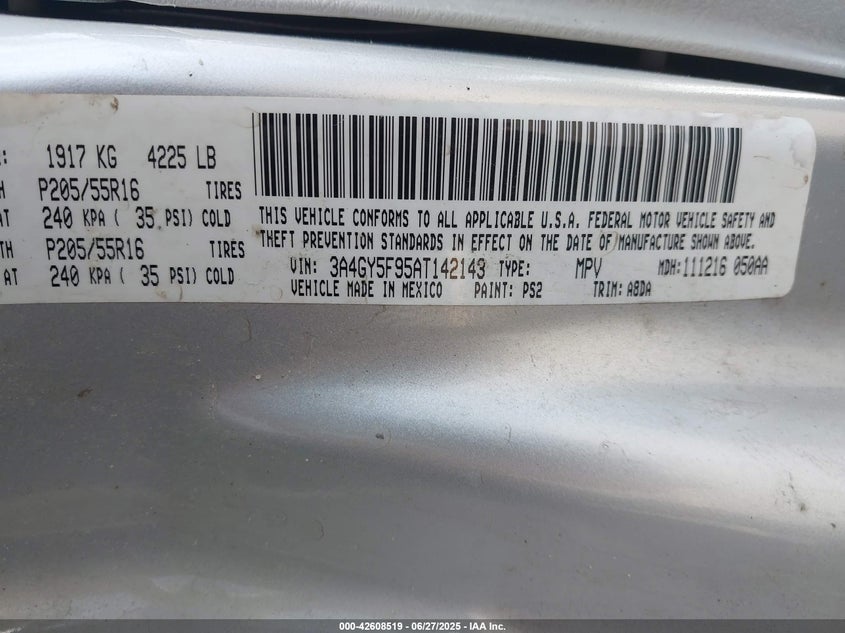 : 1917 KG 4225 LB
H P205/55R16 TIRES
AT 240 KPA ( 35 PSI) COLD
TH P205/55R16 TIRES
AT 240 KPA ( 35 PSI) COLD
THIS VEHICLE CONFORMS TO ALL APPLICABLE U.S.A. FEDERAL MOTOR VEHICLE SAFETY AND
THEFT PREVENTION STANDARDS IN EFFECT ON THE DATE OF MANUFACTURE SHOWN ABOVE.
VIN: 3A4GY5F95AT142143 TYPE: MPV MDH: 111216 050AA
VEHICLE MADE IN MEXICO PAINT: PS2 TRIM: A8DA
000-42608519 - 06/27/2025 - IAA Inc.